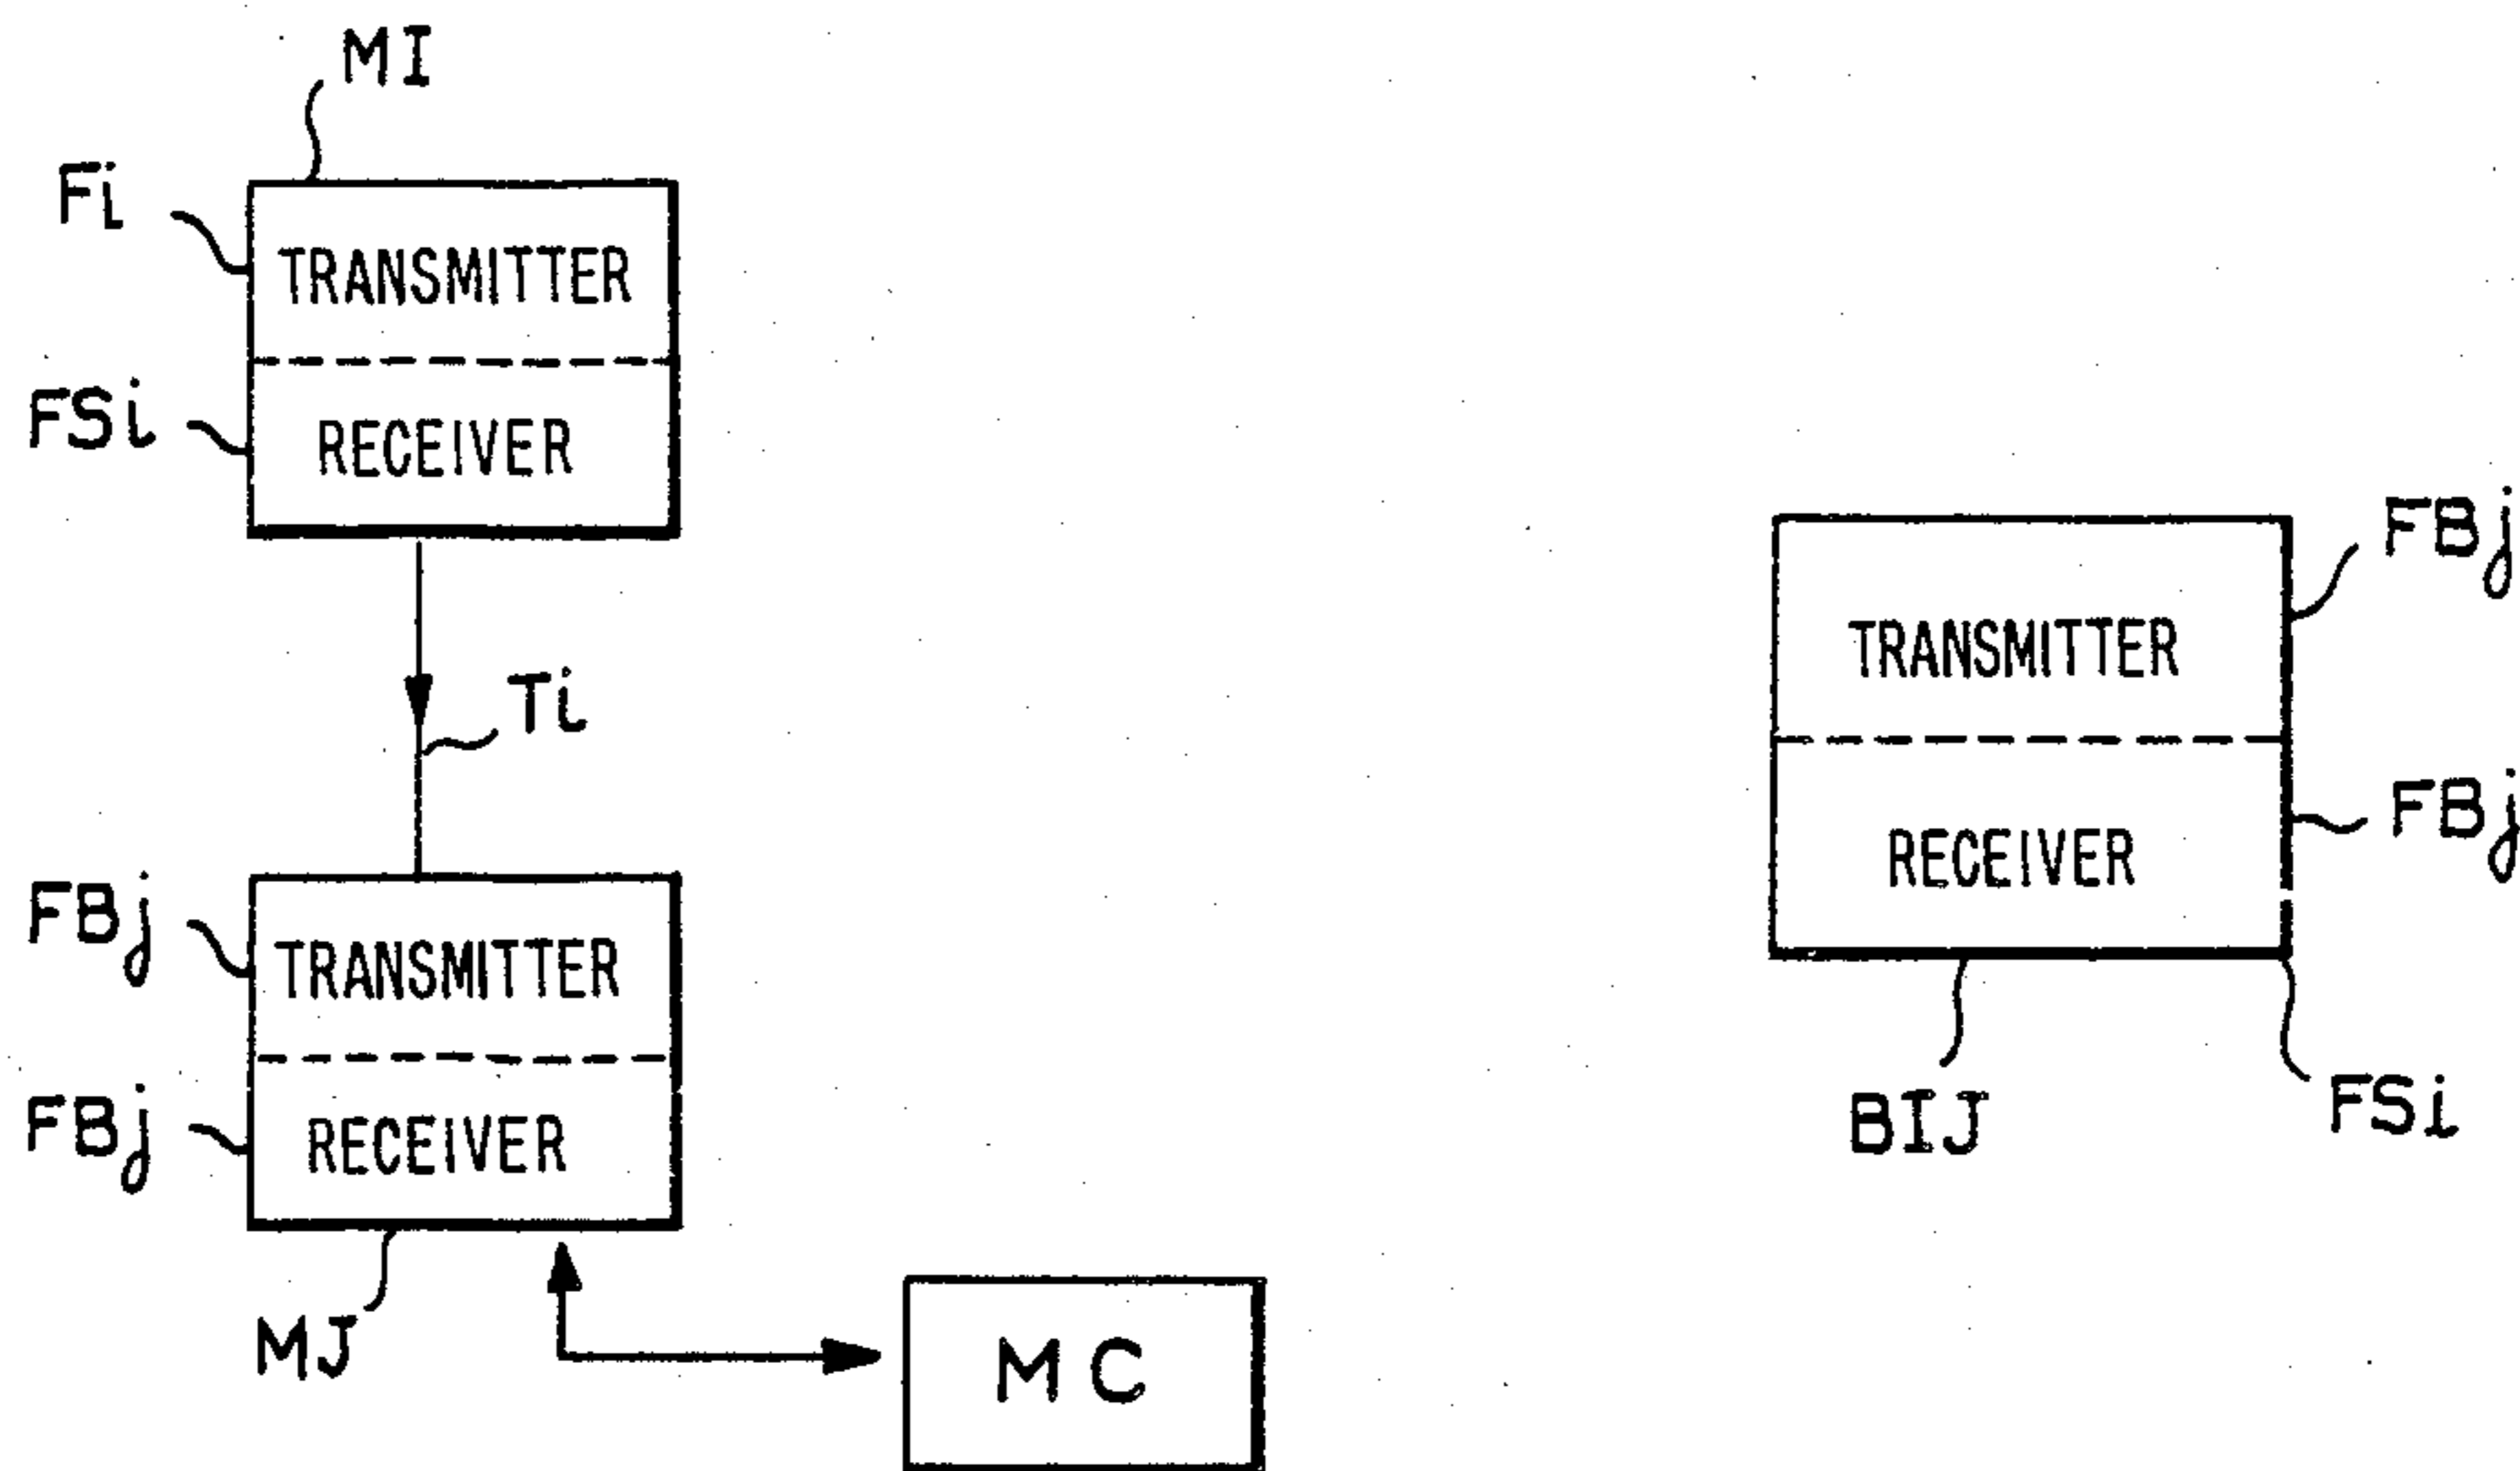 MI
Fi
TRANSMITTER
FSi
RECEIVER
Ti
FBj
TRANSMITTER
FBj
RECEIVER
MJ
MC
FBj
TRANSMITTER
FBj
RECEIVER
BIJ
FSi